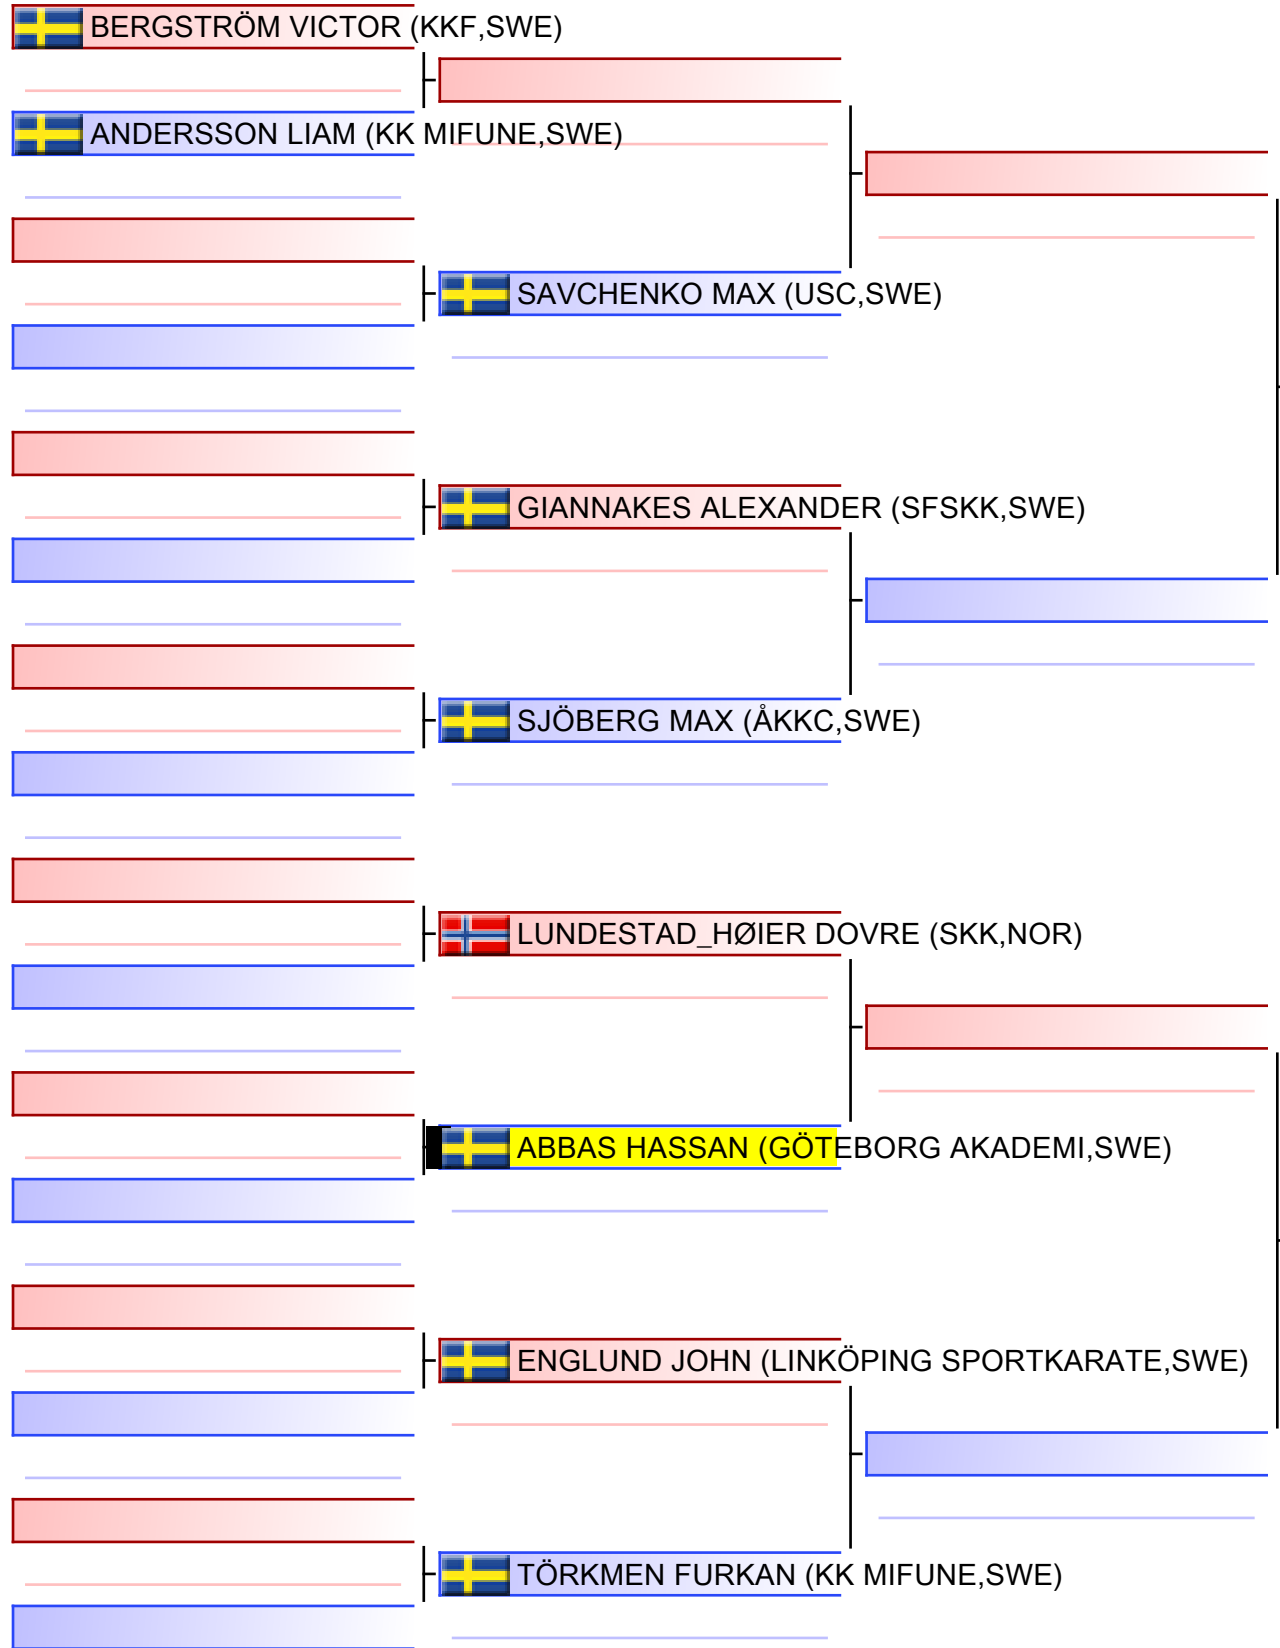 BERGSTRÖM VICTOR (KKF,SWE)
ANDERSSON LIAM (KK MIFUNE,SWE)
SAVCHENKO MAX (USC,SWE)
GIANNAKES ALEXANDER (SFSKK,SWE)
SJÖBERG MAX (ÅKKC,SWE)
LUNDESTAD_HØIER DOVRE (SKK,NOR)
ABBAS HASSAN (GÖTEBORG AKADEMI,SWE)
ENGLUND JOHN (LINKÖPING SPORTKARATE,SWE)
TÖRKMEN FURKAN (KK MIFUNE,SWE)